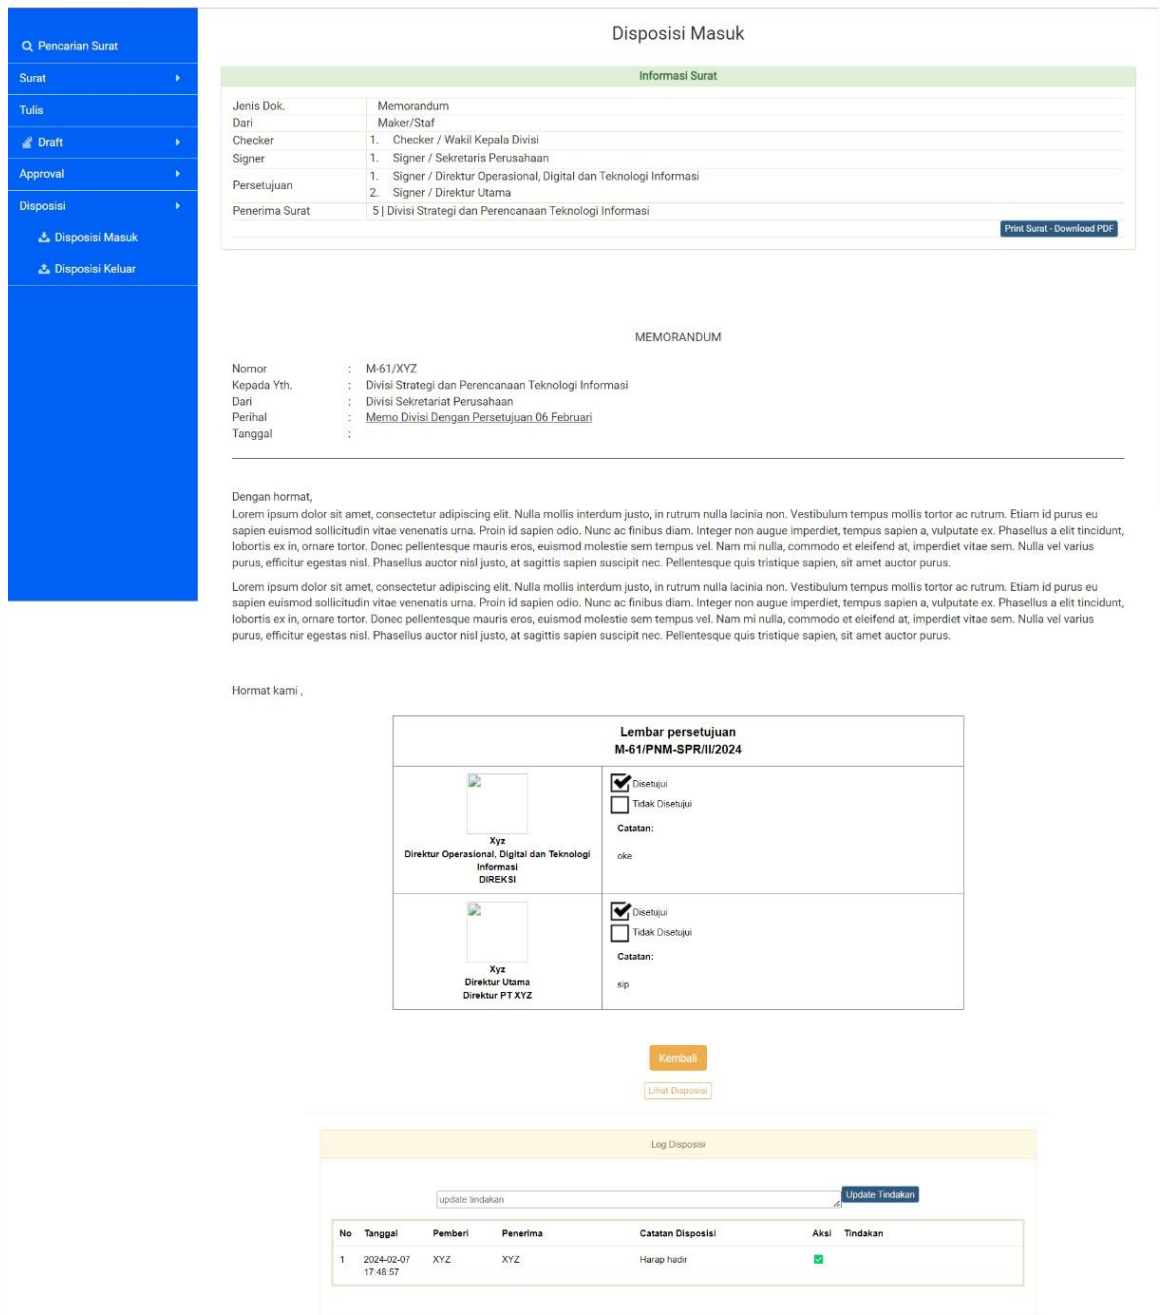 Pencarian Surat
Surat
Tulis
Draft
Approval
Disposisi
Disposisi Masuk
Disposisi Keluar
Disposisi Masuk
Informasi Surat
Jenis Dok. Memorandum
Dari Maker/Staf
Checker 1. Checker / Wakil Kepala Divisi
Signer 1. Signer / Sekretaris Perusahaan
Persetujuan 1. Signer / Direktur Operasional, Digital dan Teknologi Informasi
2. Signer / Direktur Utama
Penerima Surat 5 | Divisi Strategi dan Perencanaan Teknologi Informasi
Print Surat - Download PDF
MEMORANDUM
Nomor : M-61/XYZ
Kepada Yth. : Divisi Strategi dan Perencanaan Teknologi Informasi
Dari : Divisi Sekretariat Perusahaan
Perihal : Memo Divisi Dengan Persetujuan 06 Februari
Tanggal :
Dengan hormat,
Lorem ipsum dolor sit amet, consectetur adipiscing elit. Nulla mollis interdum justo, in rutrum nulla lacinia non. Vestibulum tempus mollis tortor ac rutrum. Etiam id purus eu
sapien euismod sollicitudin vitae venenatis urna. Proin id sapien odio. Nunc ac finibus diam. Integer non augue imperdiet, tempus sapien a, vulputate ex. Phasellus a elit tincidunt,
lobortis ex in, ornare tortor. Donec pellentesque mauris eros, euismod molestie sem tempus vel. Nam mi nulla, commodo et eleifend at, imperdiet vitae sem. Nulla vel varius
purus, efficitur egestas nisl. Phasellus auctor nisl justo, at sagittis sapien suscipit nec. Pellentesque quis tristique sapien, sit amet auctor purus.
Lorem ipsum dolor sit amet, consectetur adipiscing elit. Nulla mollis interdum justo, in rutrum nulla lacinia non. Vestibulum tempus mollis tortor ac rutrum. Etiam id purus eu
sapien euismod sollicitudin vitae venenatis urna. Proin id sapien odio. Nunc ac finibus diam. Integer non augue imperdiet, tempus sapien a, vulputate ex. Phasellus a elit tincidunt,
lobortis ex in, ornare tortor. Donec pellentesque mauris eros, euismod molestie sem tempus vel. Nam mi nulla, commodo et eleifend at, imperdiet vitae sem. Nulla vel varius
purus, efficitur egestas nisl. Phasellus auctor nisl justo, at sagittis sapien suscipit nec. Pellentesque quis tristique sapien, sit amet auctor purus.
Hormat kami ,
Lembar persetujuan
M-61/PNM-SPR/II/2024
Xyz
Direktur Operasional, Digital dan Teknologi
Informasi
DIREKSI
Disetujui
Tidak Disetujui
Catatan:
oke
Xyz
Direktur Utama
Direktur PT XYZ
Disetujui
Tidak Disetujui
Catatan:
sip
Kembali
Lihat Disposisi
Log Disposisi
update tindakan
Update Tindakan
No Tanggal Pemberi Penerima Catatan Disposisi Aksi Tindakan
1 2024-02-07 XYZ XYZ Harap hadir
17:48:57